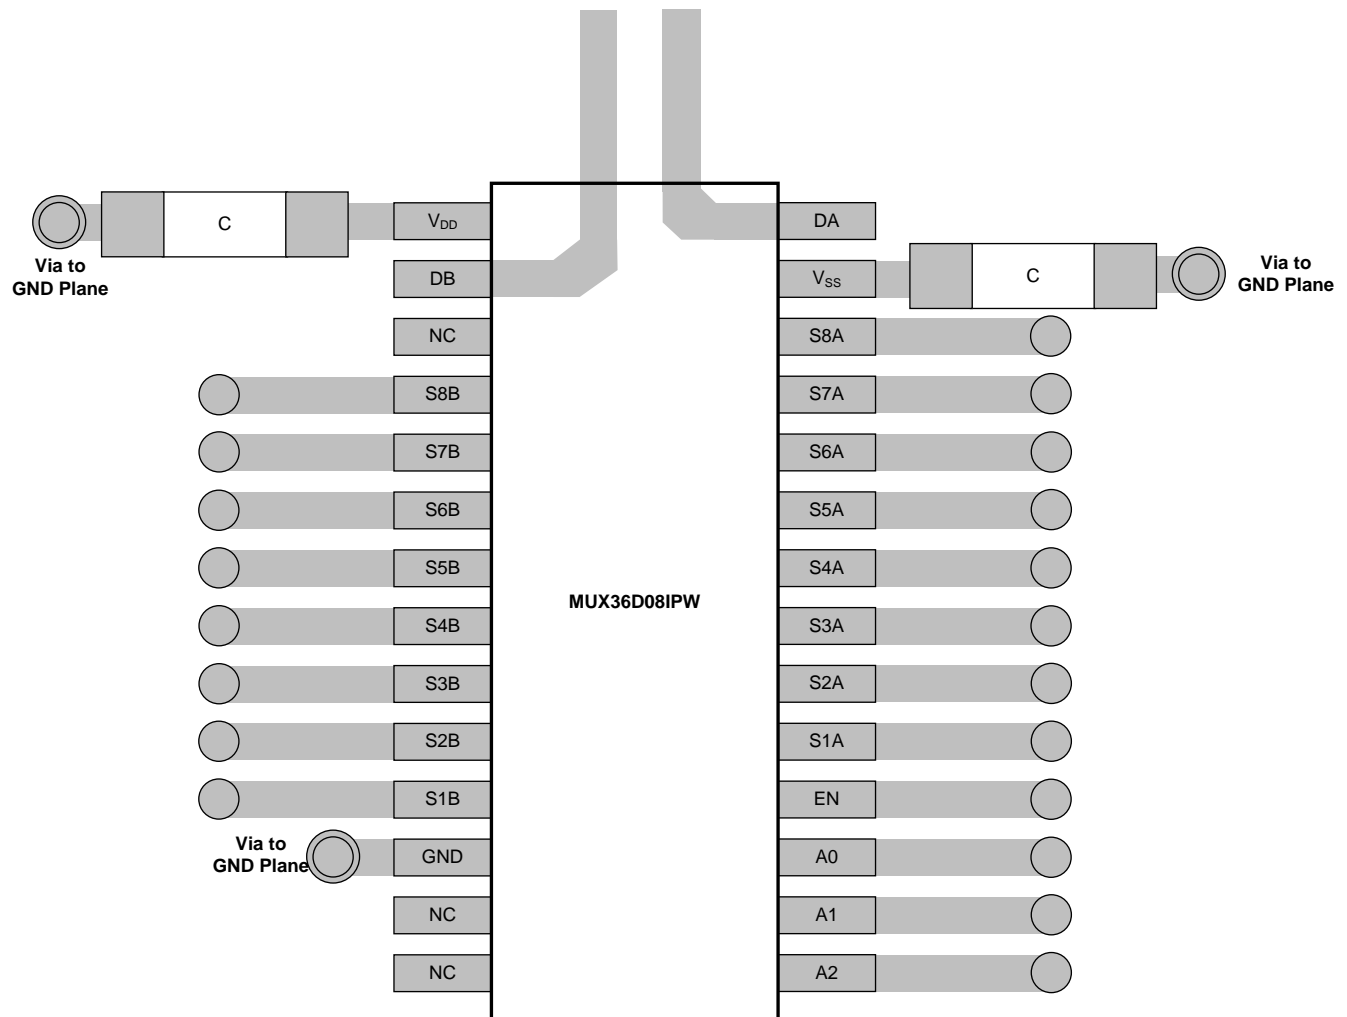 C
V_DD
DA
Via to
GND Plane
DB
V_SS
C
Via to
GND Plane
NC
S8A
S8B
S7A
S7B
S6A
S6B
S5A
S5B
S4A
MUX36D08IPW
S4B
S3A
S3B
S2A
S2B
S1A
S1B
EN
Via to
GND Plane
GND
A0
NC
A1
NC
A2